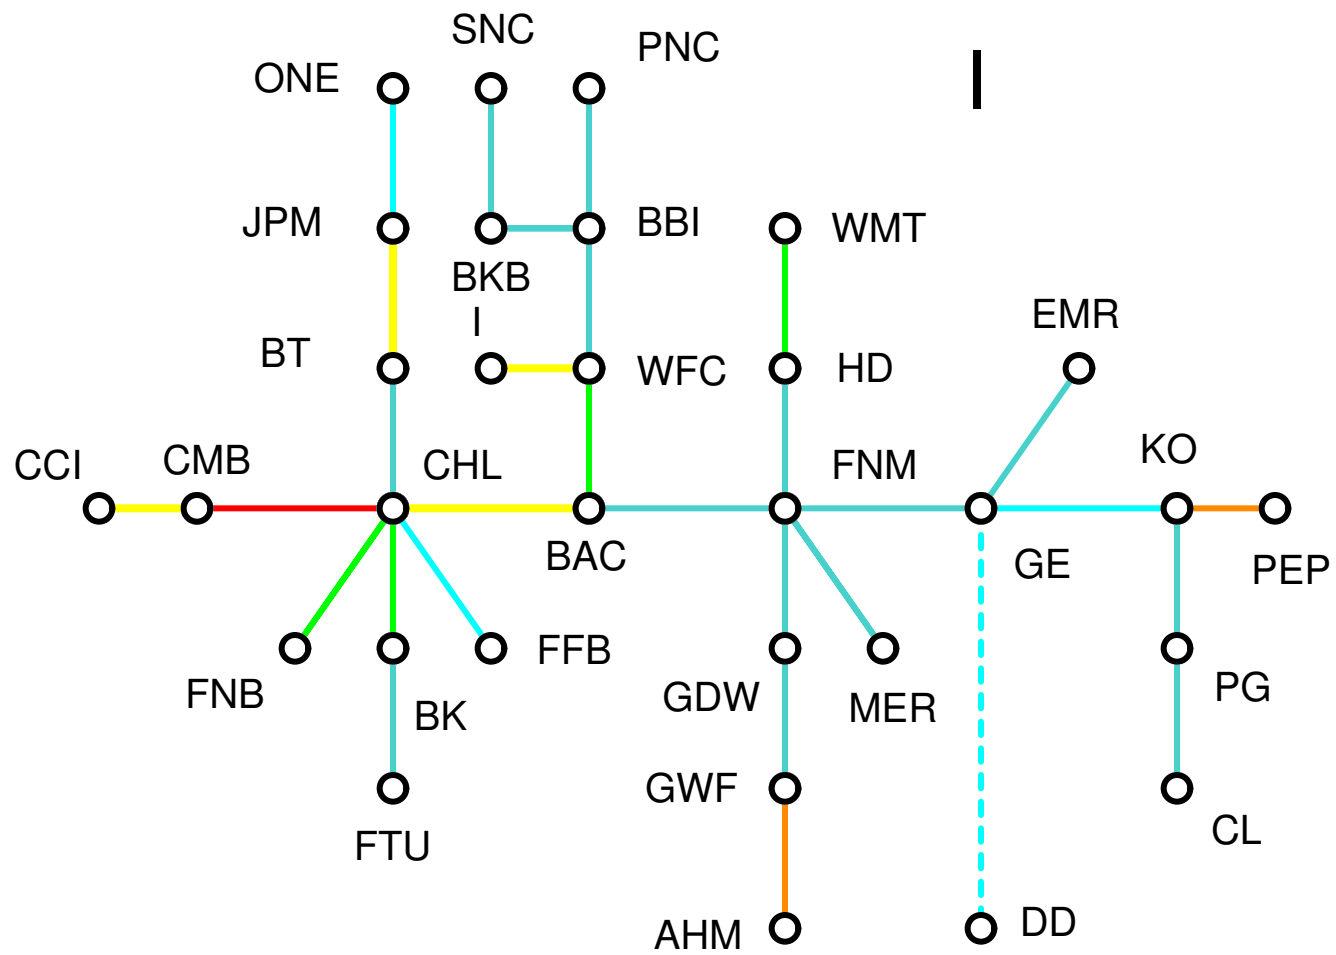 SNC
PNC
ONE
I
JPM
BBI
WMT
BKB
I
EMR
BT
WFC
HD
CCI
CMB
CHL
FNM
KO
BAC
GE
PEP
FNB
BK
FFB
GDW
MER
PG
GWF
FTU
CL
AHM
DD